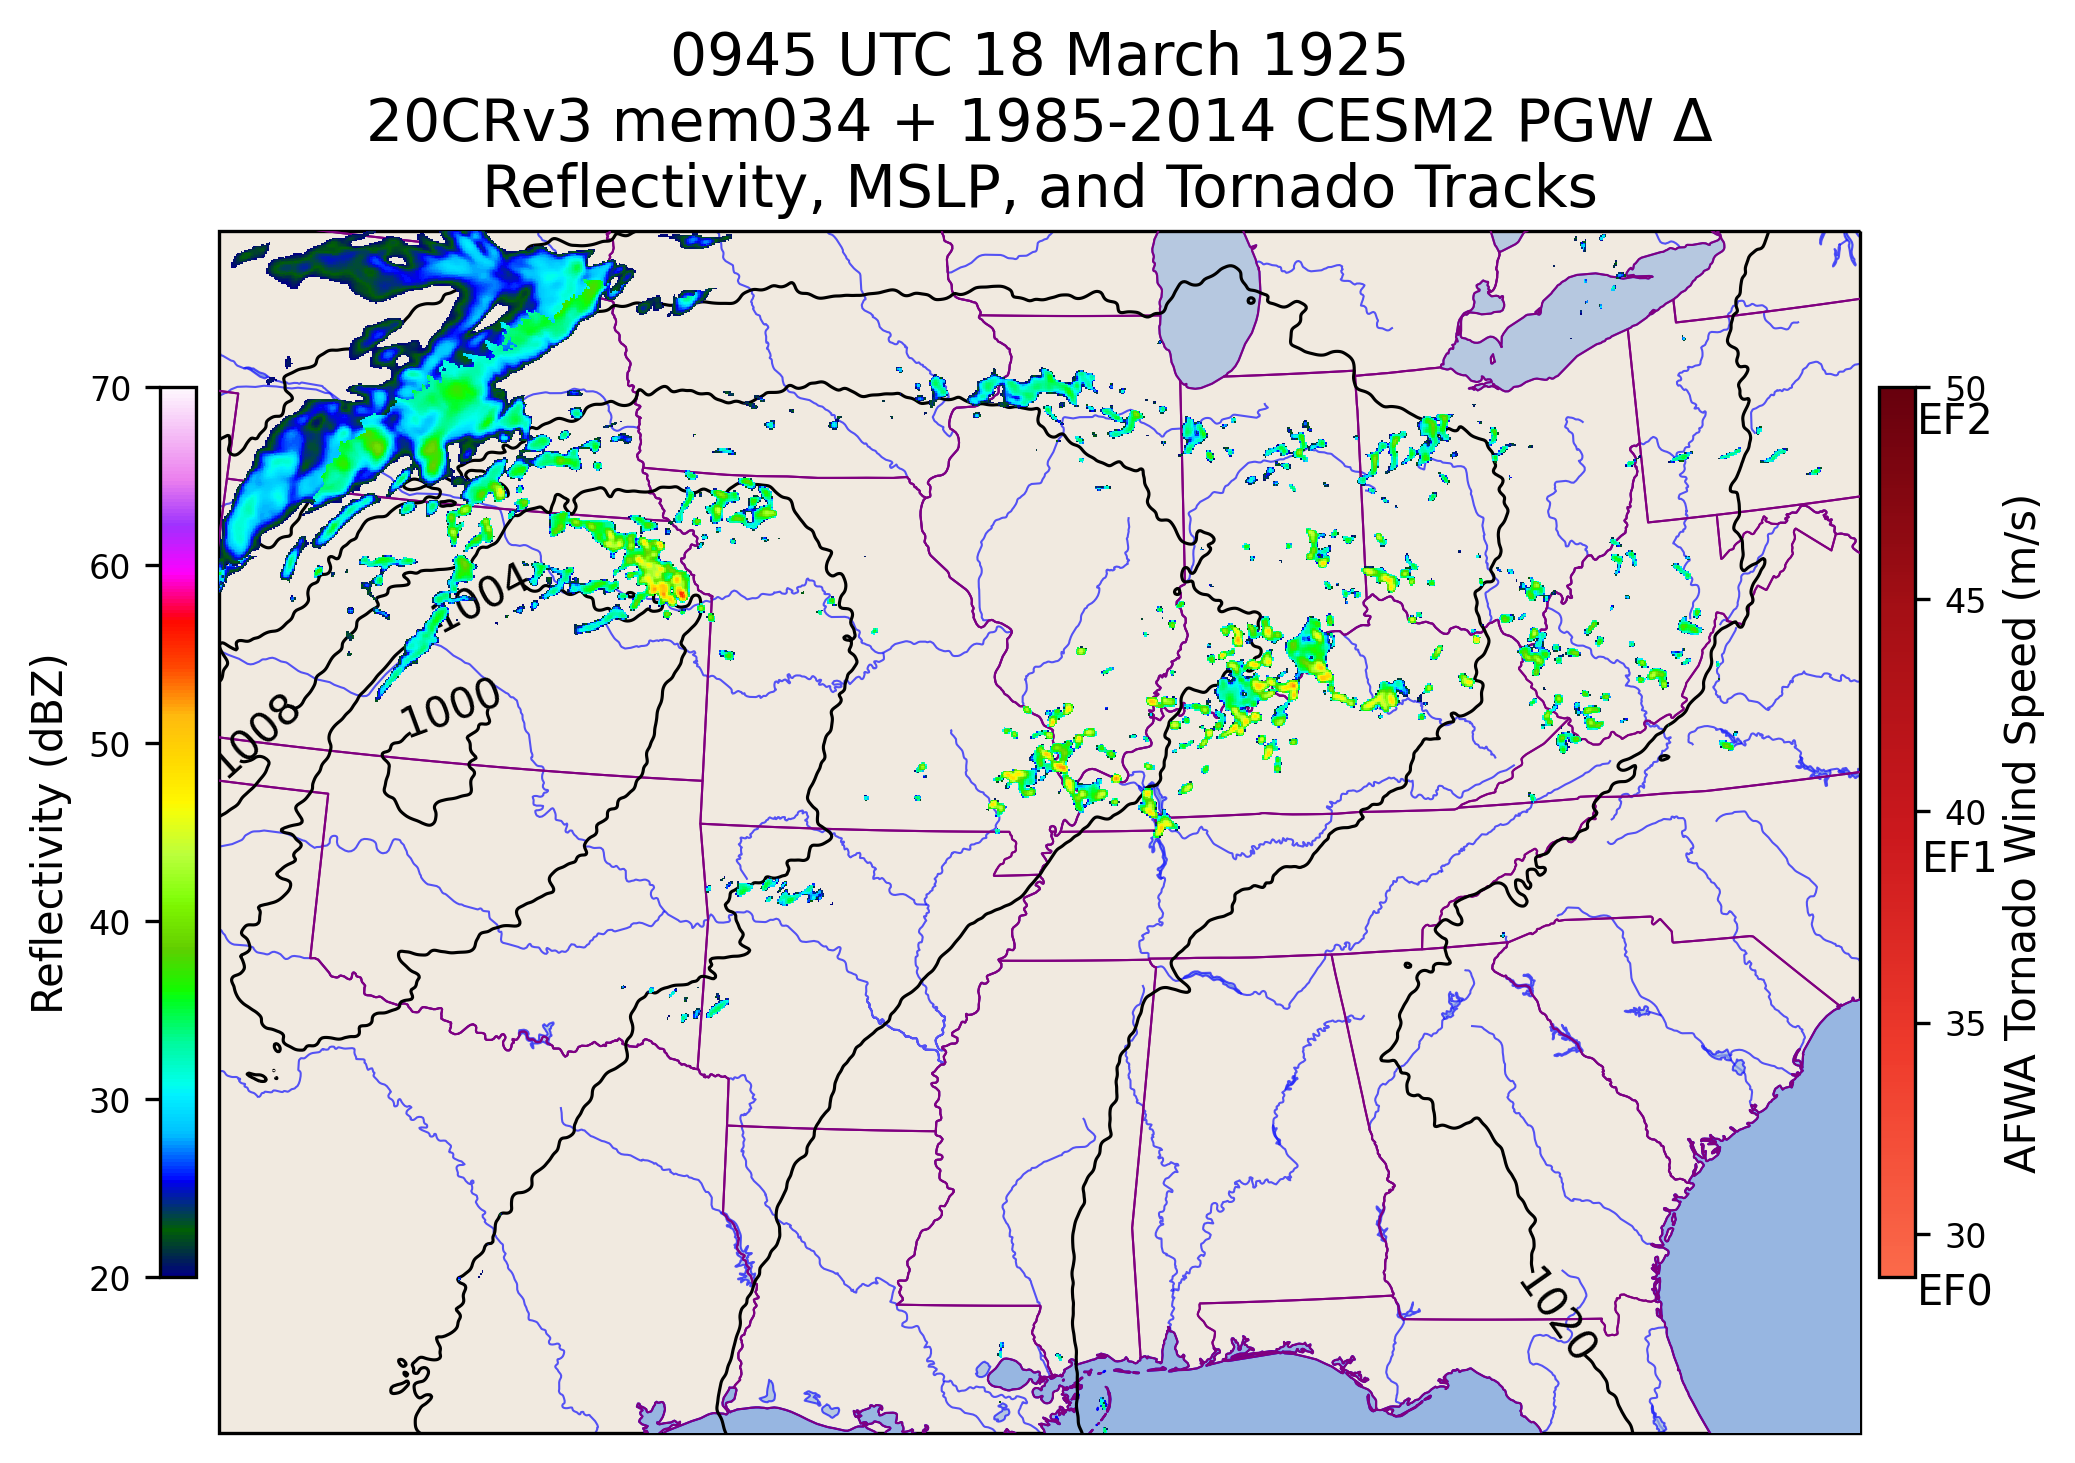 0945 UTC 18 March 1925
20CRv3 mem034 + 1985-2014 CESM2 PGW Δ
Reflectivity, MSLP, and Tornado Tracks
Reflectivity (dBZ)
70
60
50
40
30
20
1004
1000
1008
1020
50
EF2
45
40
EF1
35
30
EF0
AFWA Tornado Wind Speed (m/s)